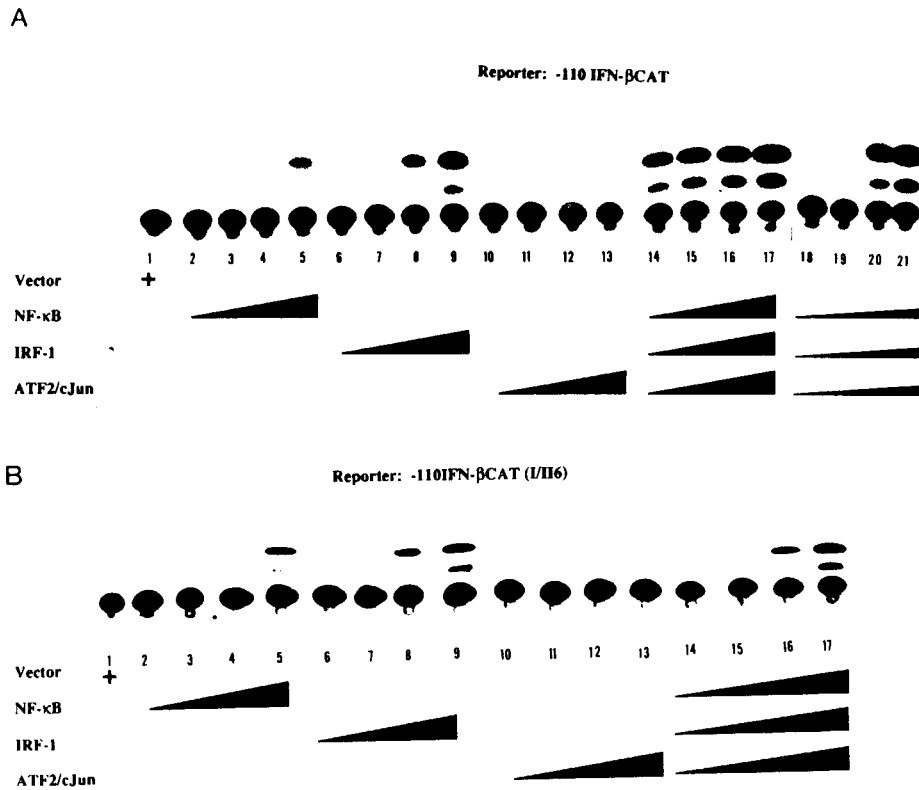 A
Reporter: -110 IFN-βCAT
1 2 3 4 5 6 7 8 9 10 11 12 13 14 15 16 17 18 19 20 21
Vector +
NF-κB
IRF-1
ATF2/cJun
B
Reporter: -110IFN-βCAT (I/II6)
1 2 3 4 5 6 7 8 9 10 11 12 13 14 15 16 17
Vector +
NF-κB
IRF-1
ATF2/cJun